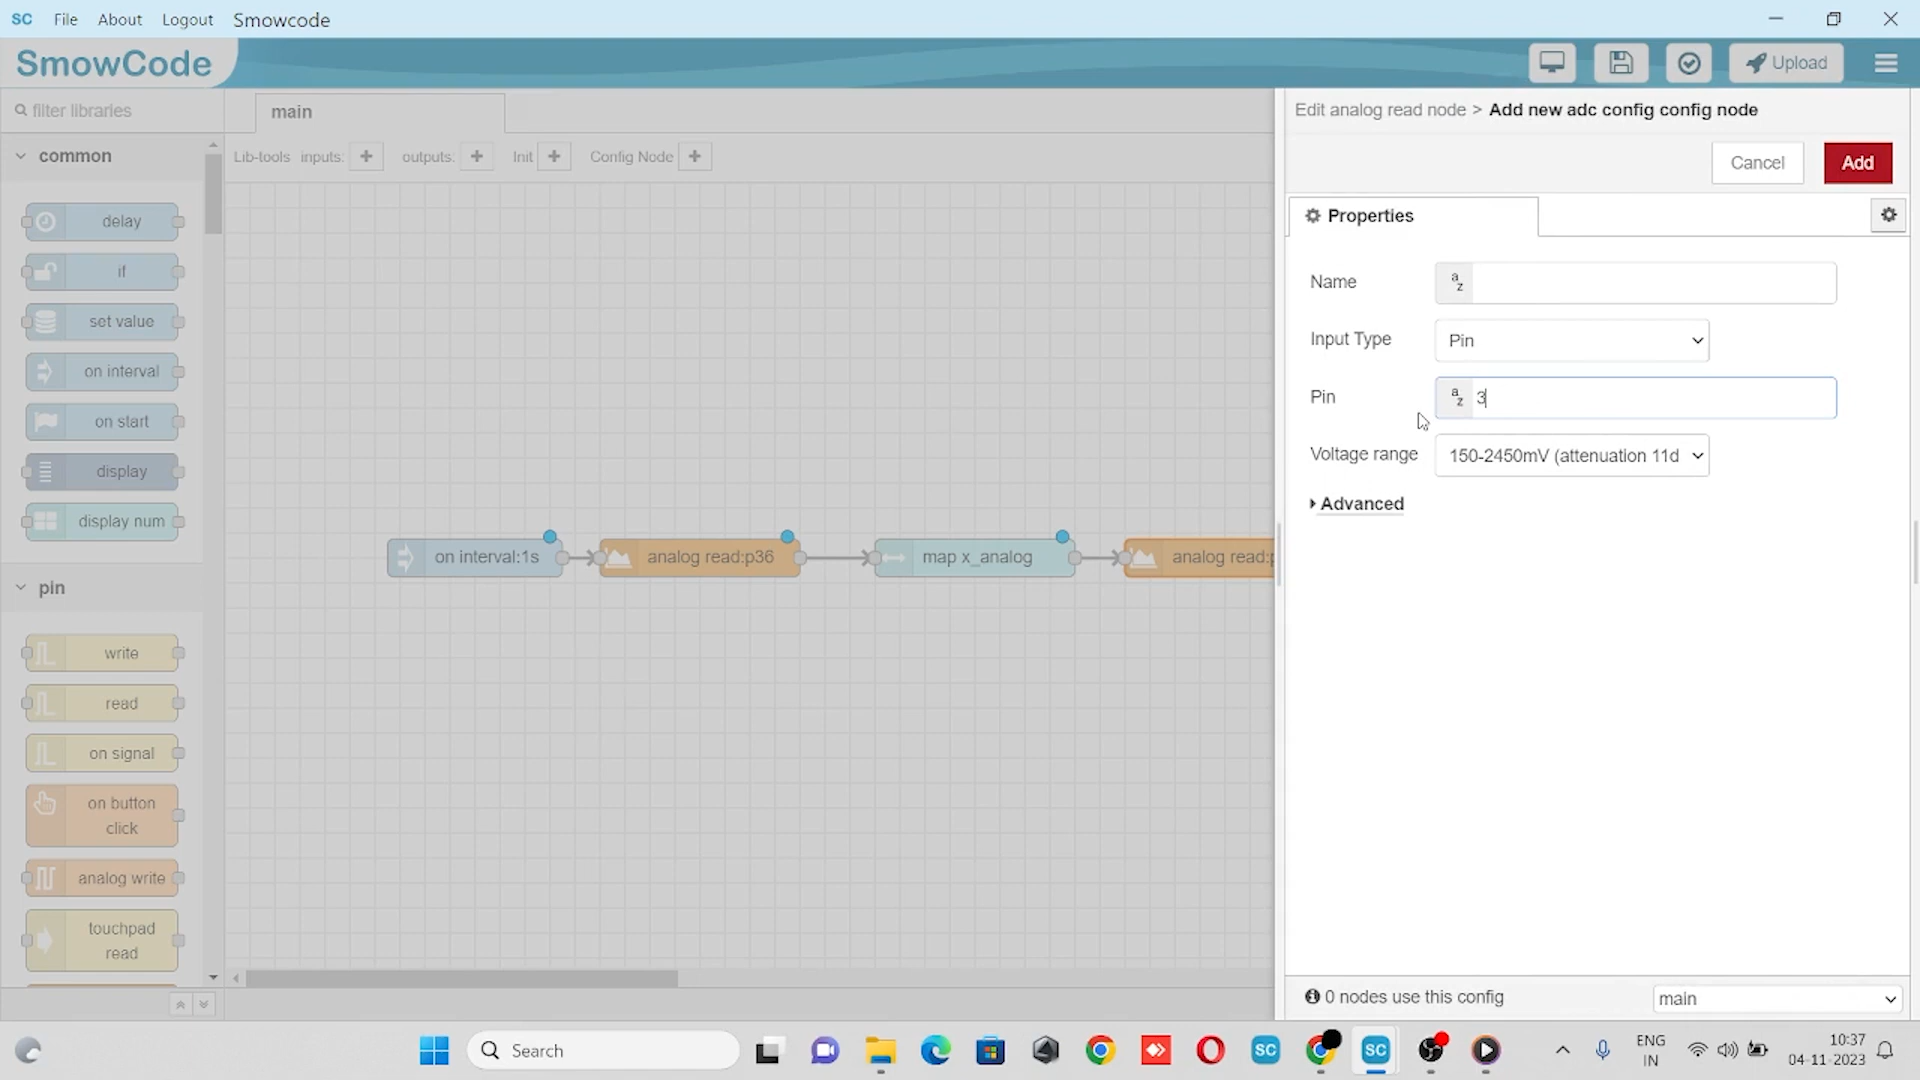 SC File About Logout Smowcode
SmowCode
Upload
filter libraries
main
Edit analog read node > Add new adc config config node
common
Lib-tools inputs: + outputs: + Init + Config Node +
Cancel Add
Properties
delay
if
set value
on interval
on start
display
display num
Name
Input Type Pin
Pin 3
Voltage range 150-2450mV (attenuation 11d
Advanced
on interval:1s
analog read:p36
map x_analog
analog read:p
pin
write
read
on signal
on button
click
analog write
touchpad
read
0 nodes use this config main
Search
SC
SC
ENG
IN
10:37
04-11-2023